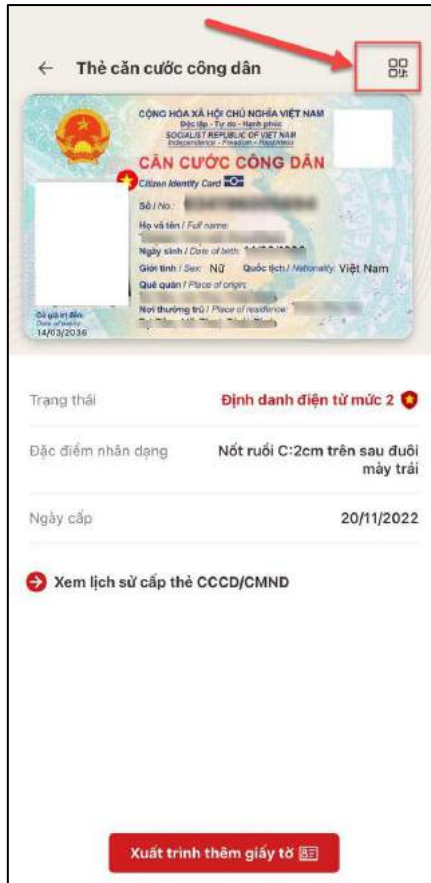 Thẻ căn cước công dân
CỘNG HÒA XÃ HỘI CHỦ NGHĨA VIỆT NAM
Độc lập - Tự do - Hạnh phúc
SOCIALIST REPUBLIC OF VIET NAM
Independence - Freedom - Happiness
CĂN CƯỚC CÔNG DÂN
Citizen Identity Card
Số / No.:
Họ và tên / Full name:
Ngày sinh / Date of birth:
Giới tính / Sex: Nữ Quốc tịch / Nationality: Việt Nam
Quê quán / Place of origin:
Nơi thường trú / Place of residence:
Có giá trị đến:
Date of expiry:
14/03/2036
Trạng thái
Định danh điện tử mức 2
Đặc điểm nhân dạng
Nốt ruồi C:2cm trên sau đuôi
mày trái
Ngày cấp
20/11/2022
Xem lịch sử cấp thẻ CCCD/CMND
Xuất trình thêm giấy tờ